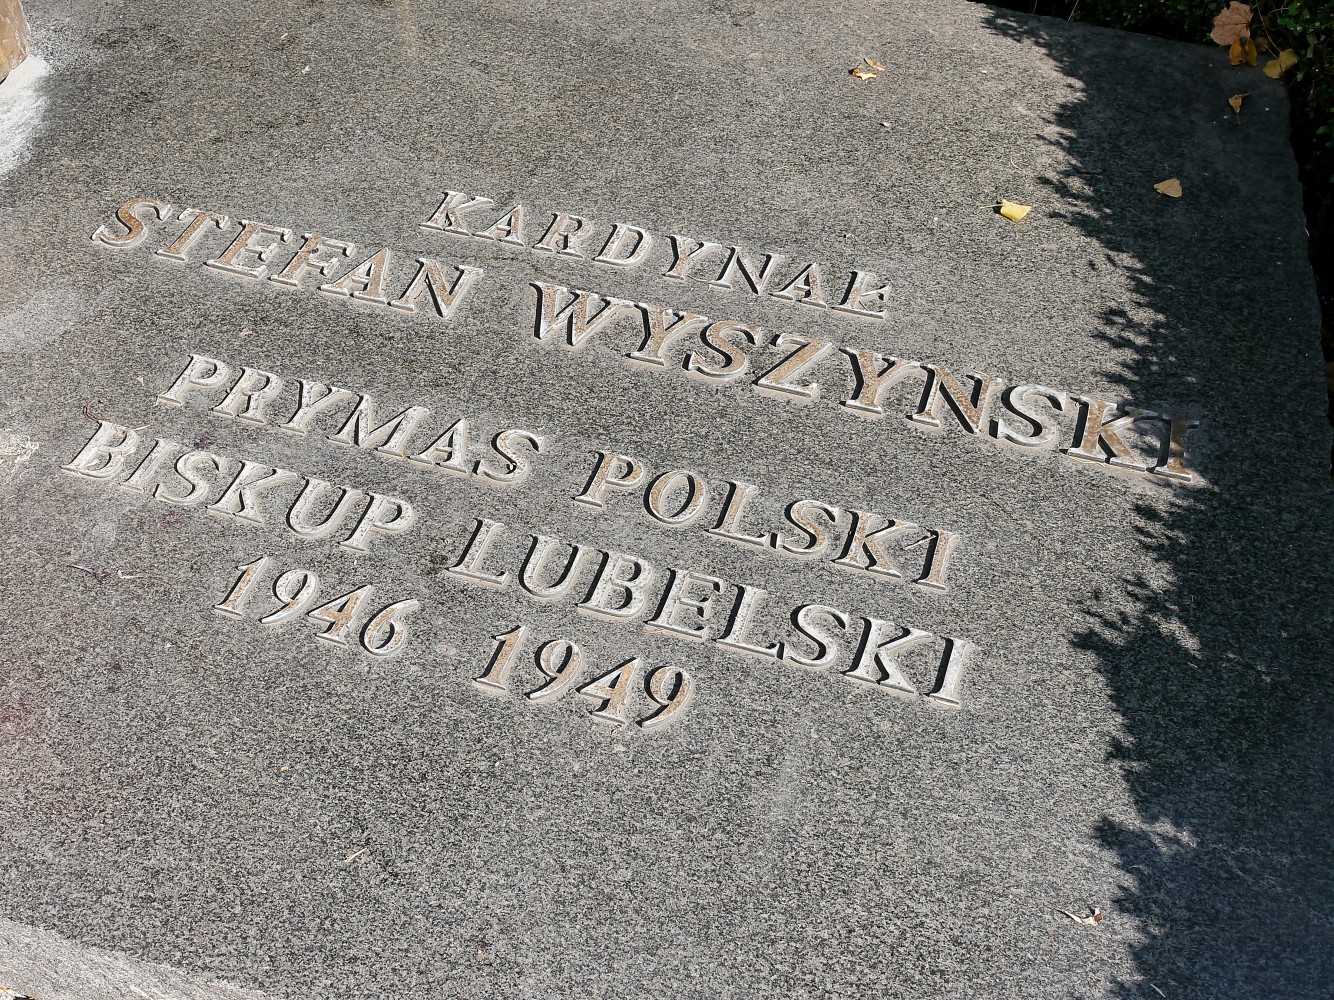 KARDYNAŁ
STEFAN WYSZYNSKI
PRYMAS POLSKI
BISKUP LUBELSKI
1946 1949